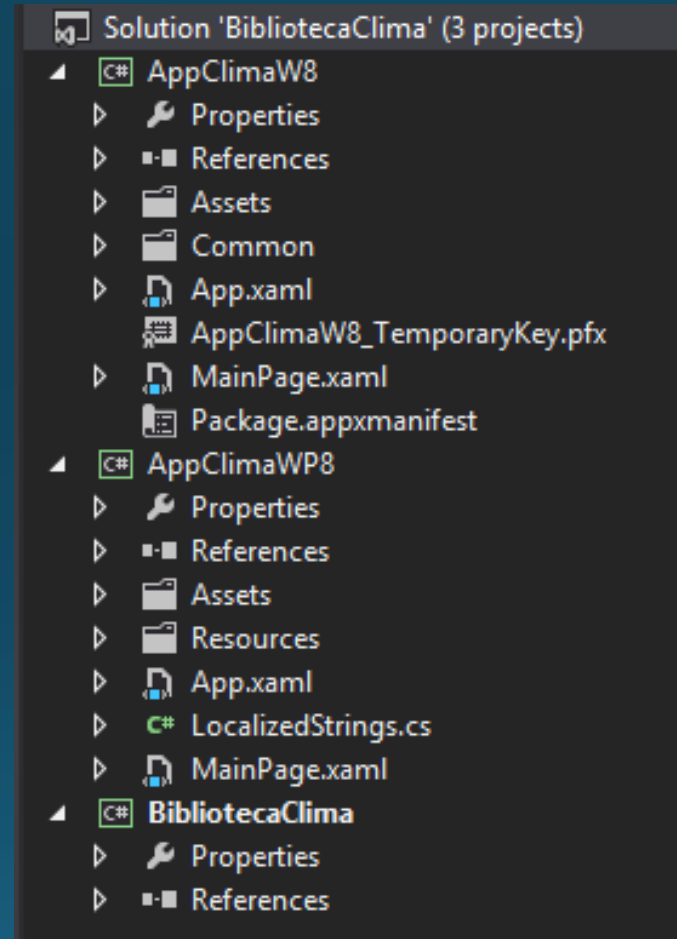 Solution 'BibliotecaClima' (3 projects)
C# AppClimaW8
Properties
References
Assets
Common
App.xaml
AppClimaW8_TemporaryKey.pfx
MainPage.xaml
Package.appxmanifest
C# AppClimaWP8
Properties
References
Assets
Resources
App.xaml
C# LocalizedStrings.cs
MainPage.xaml
C# BibliotecaClima
Properties
References